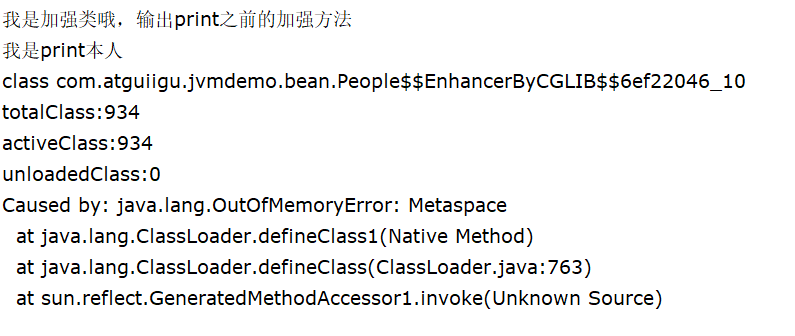 我是加强类哦，输出print之前的加强方法
我是print本人
class com.atguiigu.jvmdemo.bean.People$$EnhancerByCGLIB$$6ef22046_10
totalClass:934
activeClass:934
unloadedClass:0
Caused by: java.lang.OutOfMemoryError: Metaspace
at java.lang.ClassLoader.defineClass1(Native Method)
at java.lang.ClassLoader.defineClass(ClassLoader.java:763)
at sun.reflect.GeneratedMethodAccessor1.invoke(Unknown Source)